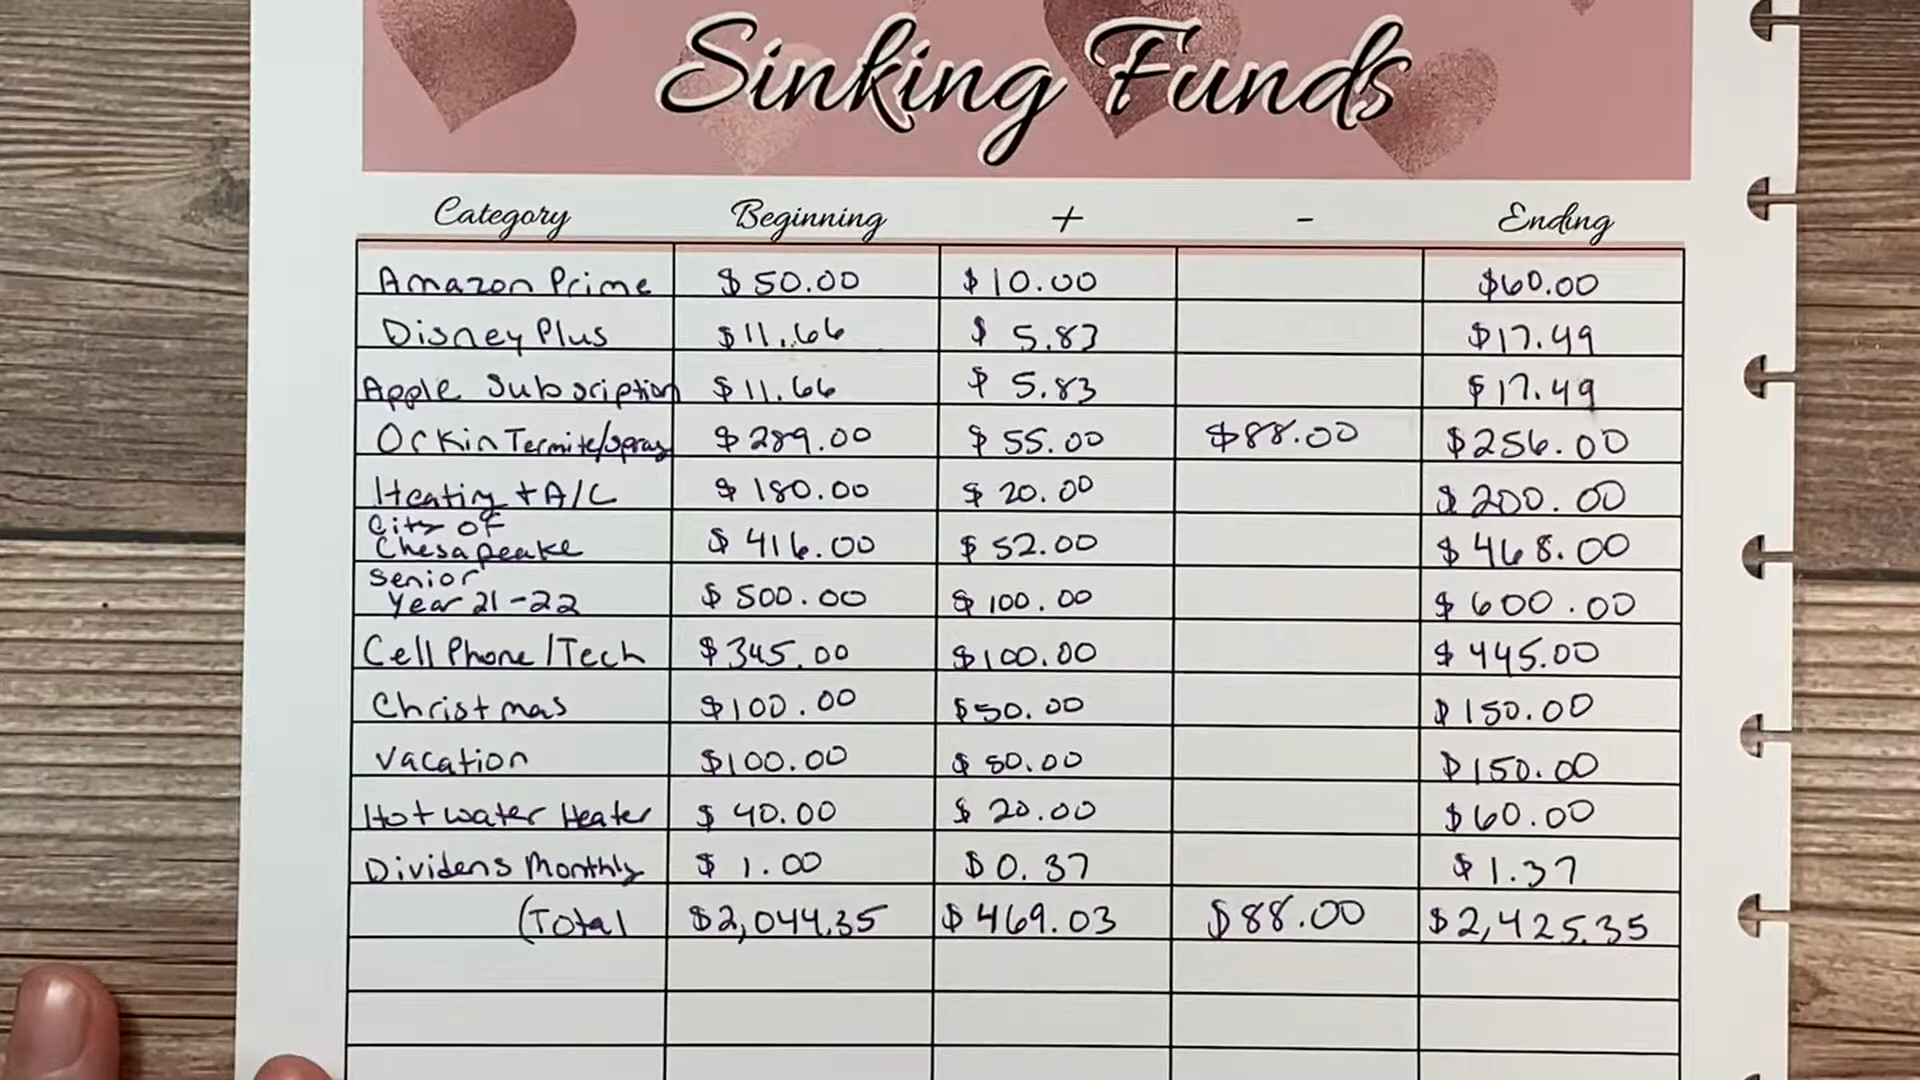 Sinking Funds
Category Beginning + - Ending
Amazon Prime $50.00 $10.00 $60.00
Disney Plus $11.66 $ 5.83 $17.49
Apple Subscription $11.66 $ 5.83 $17.49
Orkin Termite/spray $289.00 $55.00 $88.00 $256.00
Heating + A/C $180.00 $20.00 $200.00
City of
Chesapeake $416.00 $52.00 $468.00
Senior
Year 21-22 $500.00 $100.00 $600.00
Cell Phone/Tech $345.00 $100.00 $445.00
Christmas $100.00 $50.00 $150.00
Vacation $100.00 $50.00 $150.00
Hot water Heater $40.00 $20.00 $60.00
Dividens Monthly $1.00 $0.37 $1.37
(Total $2,044.35 $469.03 $88.00 $2,425.35